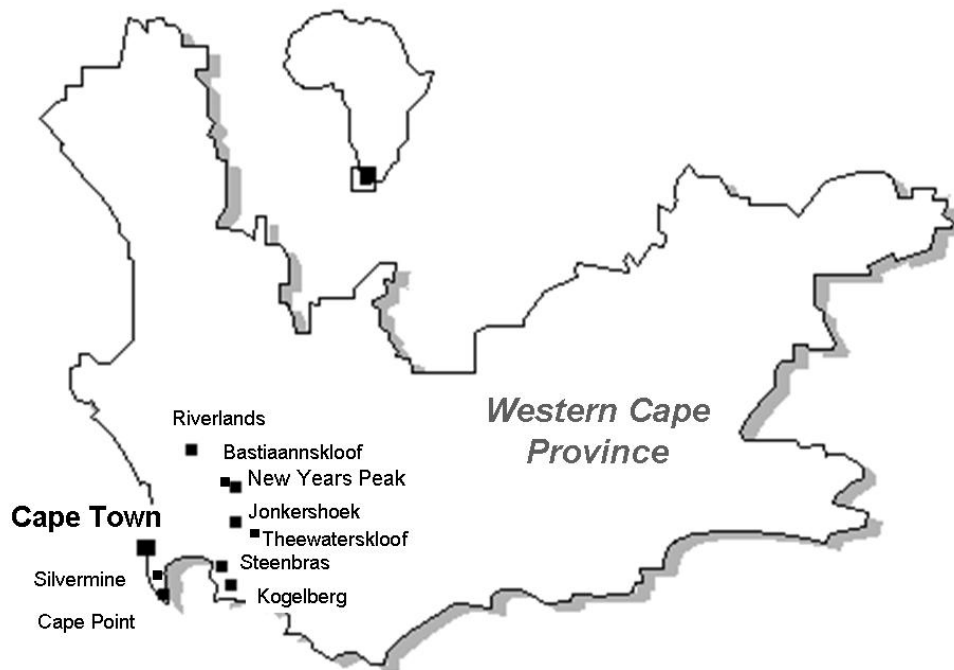 Riverlands
Western Cape
Province
Bastiaannskloof
New Years Peak
Cape Town
Jonkershoek
Theewaterskloof
Steenbras
Silvermine
Kogelberg
Cape Point